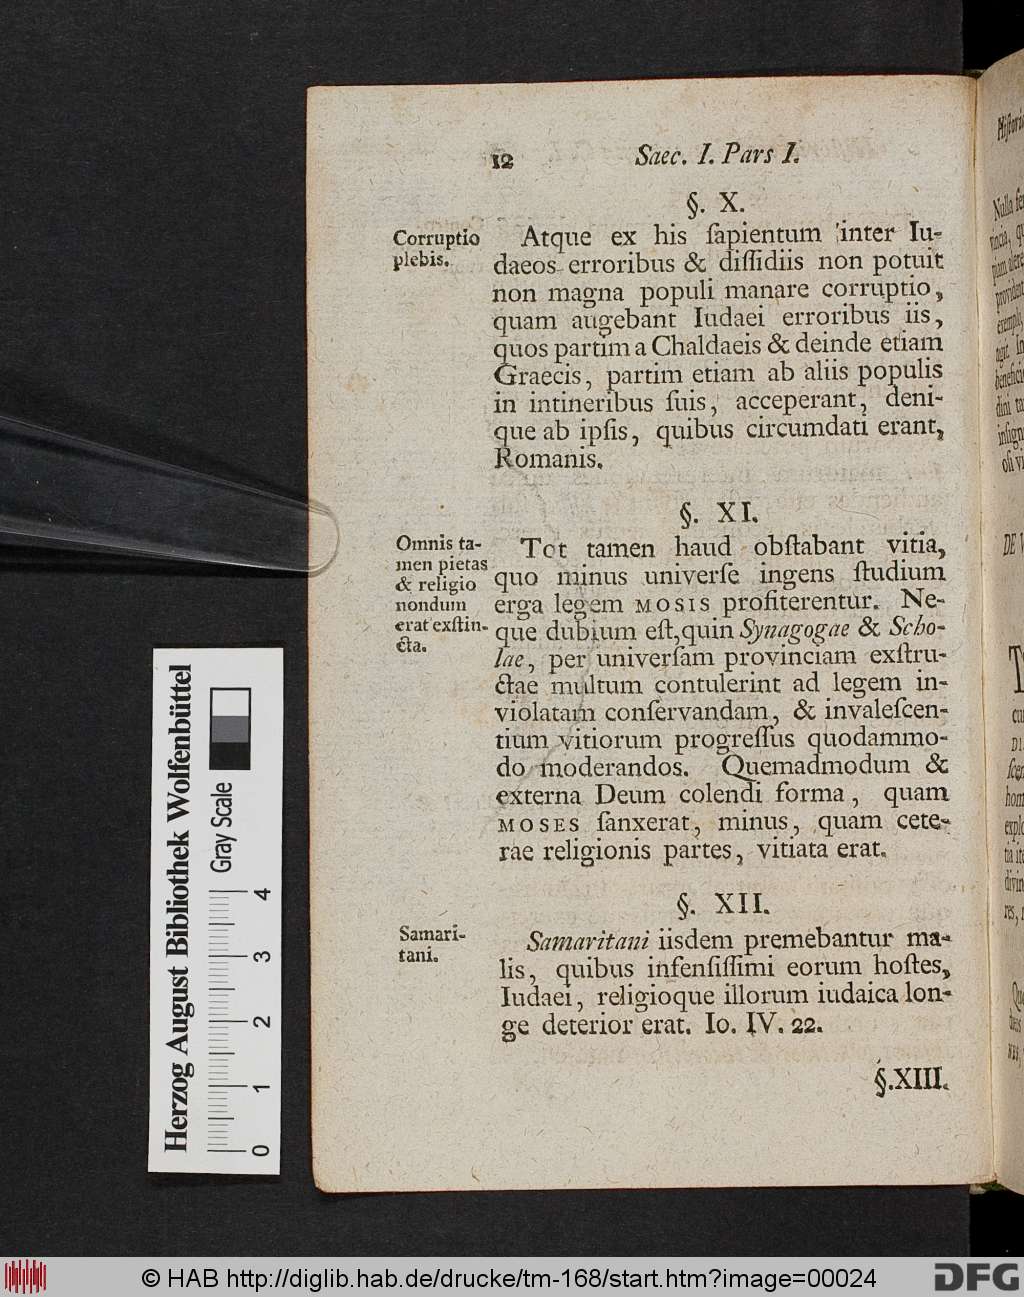 12 Saec. I. Pars I.
§. X.
Corruptio
plebis.
Atque ex his ſapientum inter Iu-
daeos erroribus & diſſidiis non potuit
non magna populi manare corruptio,
quam augebant Iudaei erroribus iis,
quos partim a Chaldaeis & deinde etiam
Graecis, partim etiam ab aliis populis
in intineribus ſuis, acceperant, deni-
que ab ipſis, quibus circumdati erant,
Romanis.
§. XI.
Omnis ta-
men pietas
& religio
nondum
erat exſtin-
cta.
Tot tamen haud obſtabant vitia,
quo minus univerſe ingens ſtudium
erga legem MOSIS profiterentur. Ne-
que dubium eſt, quin Synagogae & Scho-
lae, per univerſam provinciam exſtru-
ctae multum contulerint ad legem in-
violatam conſervandam, & invaleſcen-
tium vitiorum progreſſus quodammo-
do moderandos. Quemadmodum &
externa Deum colendi forma, quam
MOSES ſanxerat, minus, quam cete-
rae religionis partes, vitiata erat.
§. XII.
Samari-
tani.
Samaritani iisdem premebantur ma-
lis, quibus infenſiſſimi eorum hoſtes,
Iudaei, religioque illorum iudaica lon-
ge deterior erat. Io. IV. 22.
§. XIII.
Herzog August Bibliothek Wolfenbüttel
Gray Scale
0 1 2 3 4
© HAB http://diglib.hab.de/drucke/tm-168/start.htm?image=00024
DFG